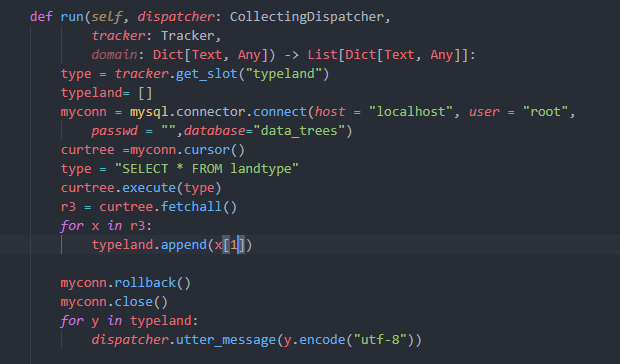 def run(self, dispatcher: CollectingDispatcher,
        tracker: Tracker,
        domain: Dict[Text, Any]) -> List[Dict[Text, Any]]:
    type = tracker.get_slot("typeland")
    typeland= []
    myconn = mysql.connector.connect(host = "localhost", user = "root",
        passwd = "",database="data_trees")
    curtree =myconn.cursor()
    type = "SELECT * FROM landtype"
    curtree.execute(type)
    r3 = curtree.fetchall()
    for x in r3:
        typeland.append(x[1])
    myconn.rollback()
    myconn.close()
    for y in typeland:
        dispatcher.utter_message(y.encode("utf-8"))